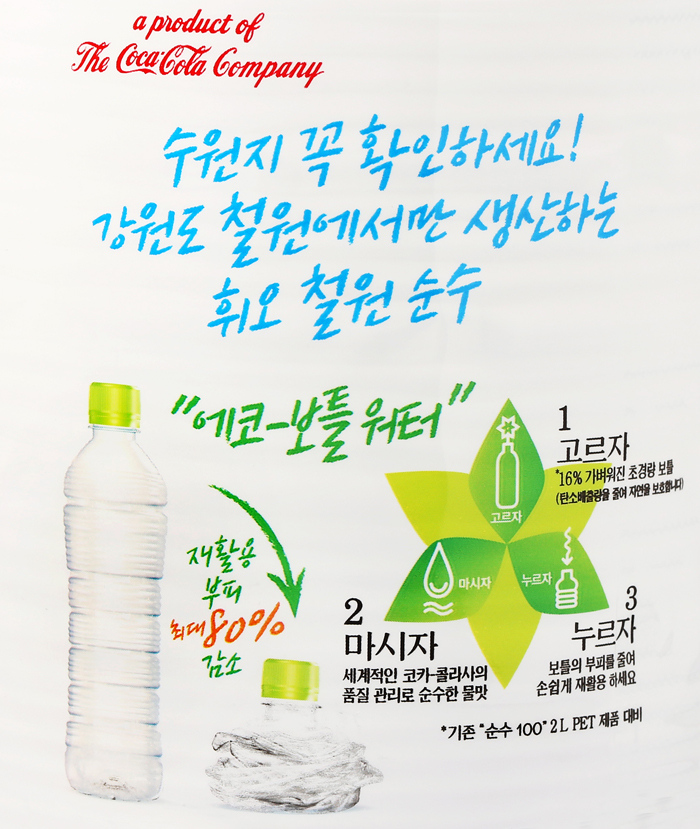 a product of
The Coca-Cola Company
수원지 꼭 확인하세요!
강원도 철원에서만 생산하는
휘오 철원 순수
"에코-보틀 워터"
재활용
부피
최대 80%
감소
1
고르자
*16% 가벼워진 초경량 보틀
(탄소배출량을 줄여 자연을 보호합니다)
고르자
마시자
누르자
2
마시자
세계적인 코카-콜라사의
품질 관리로 순수한 물맛
3
누르자
보틀의 부피를 줄여
손쉽게 재활용 하세요
*기존 "순수 100" 2L PET 제품 대비